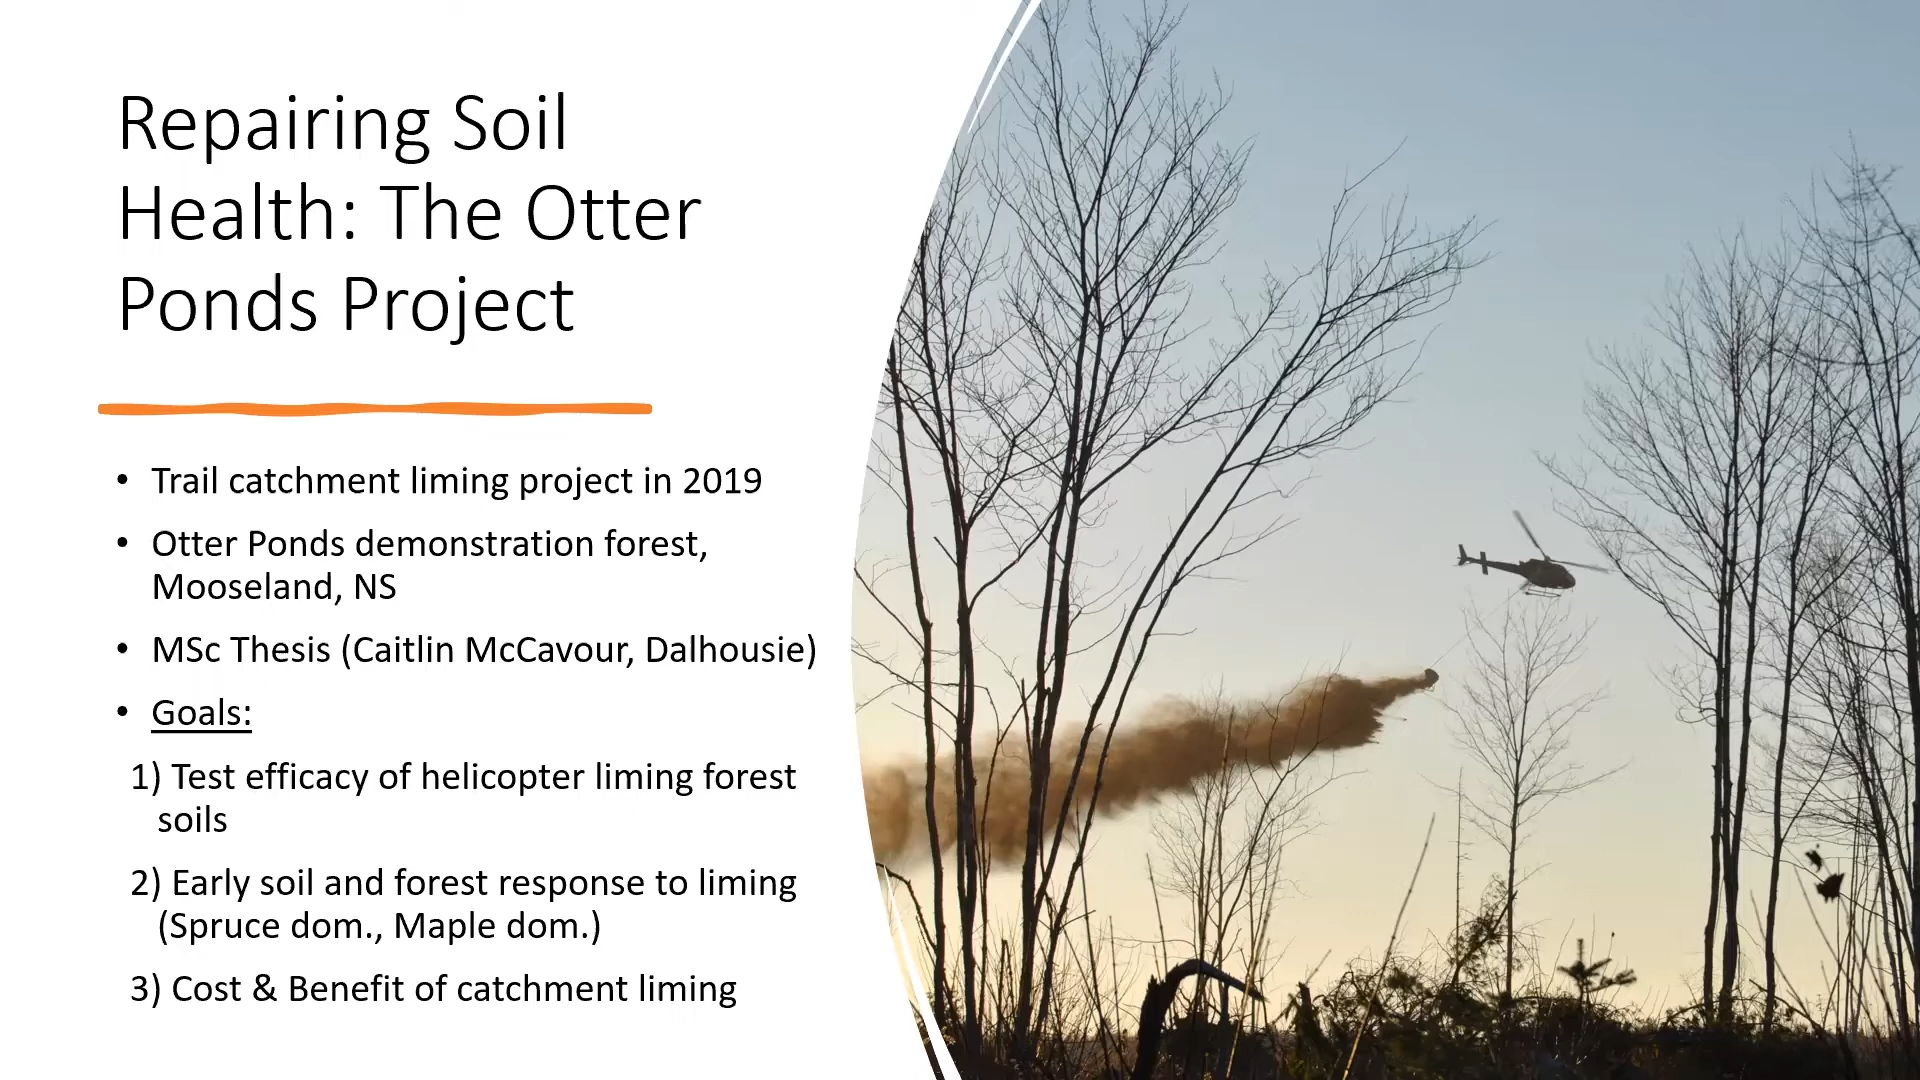 Repairing Soil
Health: The Otter
Ponds Project
• Trail catchment liming project in 2019
• Otter Ponds demonstration forest,
Mooseland, NS
• MSc Thesis (Caitlin McCavour, Dalhousie)
• Goals:
1) Test efficacy of helicopter liming forest
soils
2) Early soil and forest response to liming
(Spruce dom., Maple dom.)
3) Cost & Benefit of catchment liming